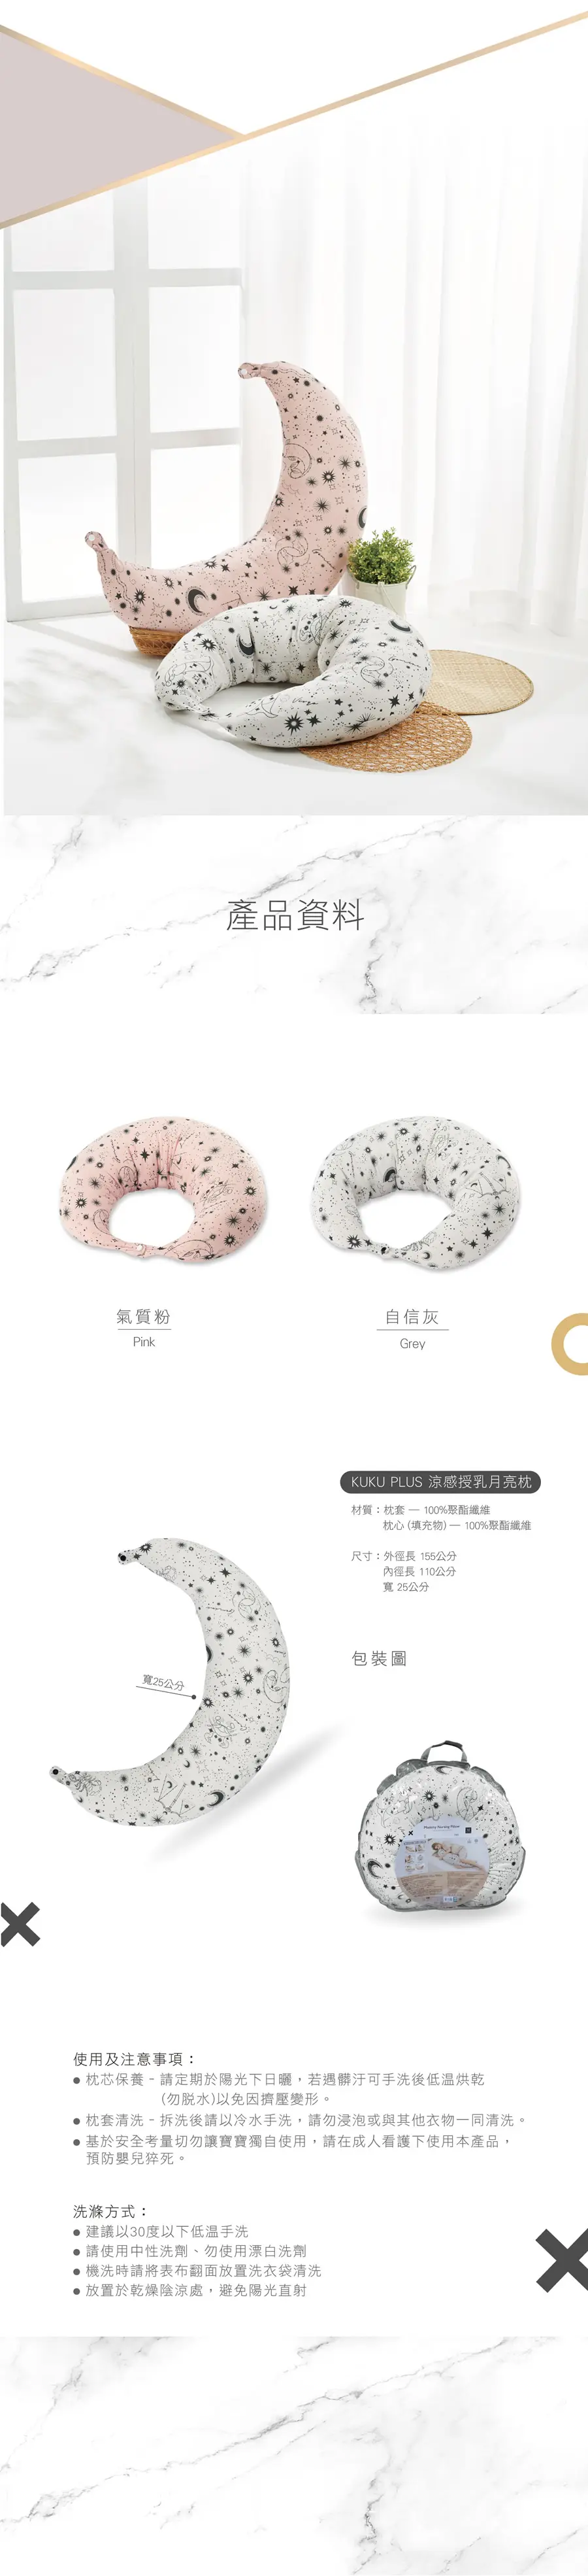 產品資料
氣質粉
Pink
自信灰
Grey
KUKU PLUS 涼感授乳月亮枕
材質：枕套 — 100%聚酯纖維
枕心 (填充物) — 100%聚酯纖維
尺寸：外徑長 155公分
內徑長 110公分
寬 25公分
寬25公分
包裝圖
使用及注意事項：
● 枕芯保養 - 請定期於陽光下日曬，若遇髒汙可手洗後低溫烘乾
(勿脫水)以免因擠壓變形。
● 枕套清洗 - 拆洗後請以冷水手洗，請勿浸泡或與其他衣物一同清洗。
● 基於安全考量切勿讓寶寶獨自使用，請在成人看護下使用本產品，
預防嬰兒猝死。
洗滌方式：
● 建議以30度以下低温手洗
● 請使用中性洗劑、勿使用漂白洗劑
● 機洗時請將表布翻面放置洗衣袋清洗
● 放置於乾燥陰涼處，避免陽光直射